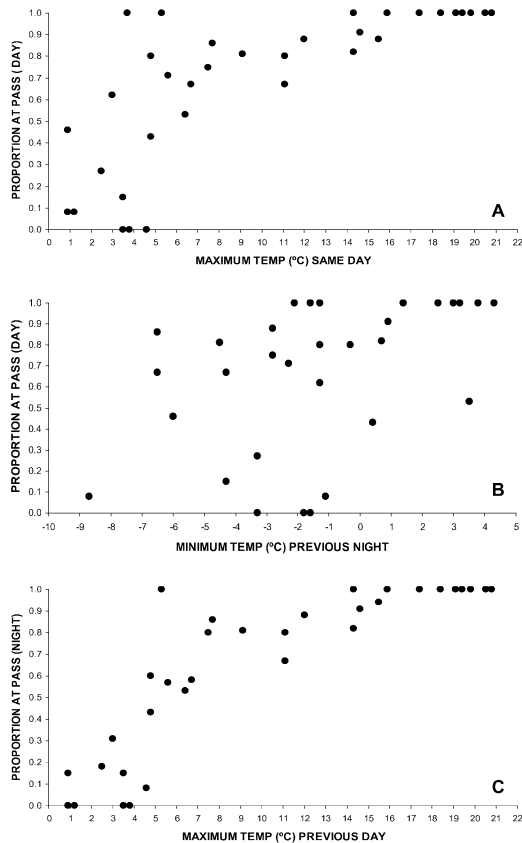 PROPORTION AT PASS (DAY)
1.0
0.9
0.8
0.7
0.6
0.5
0.4
0.3
0.2
0.1
0.0
A
0 1 2 3 4 5 6 7 8 9 10 11 12 13 14 15 16 17 18 19 20 21 22
MAXIMUM TEMP (ºC) SAME DAY
PROPORTION AT PASS (DAY)
1.0
0.9
0.8
0.7
0.6
0.5
0.4
0.3
0.2
0.1
0.0
B
-10 -9 -8 -7 -6 -5 -4 -3 -2 -1 0 1 2 3 4 5
MINIMUM TEMP (ºC) PREVIOUS NIGHT
PROPORTION AT PASS (NIGHT)
1.0
0.9
0.8
0.7
0.6
0.5
0.4
0.3
0.2
0.1
0.0
C
0 1 2 3 4 5 6 7 8 9 10 11 12 13 14 15 16 17 18 19 20 21 22
MAXIMUM TEMP (ºC) PREVIOUS DAY